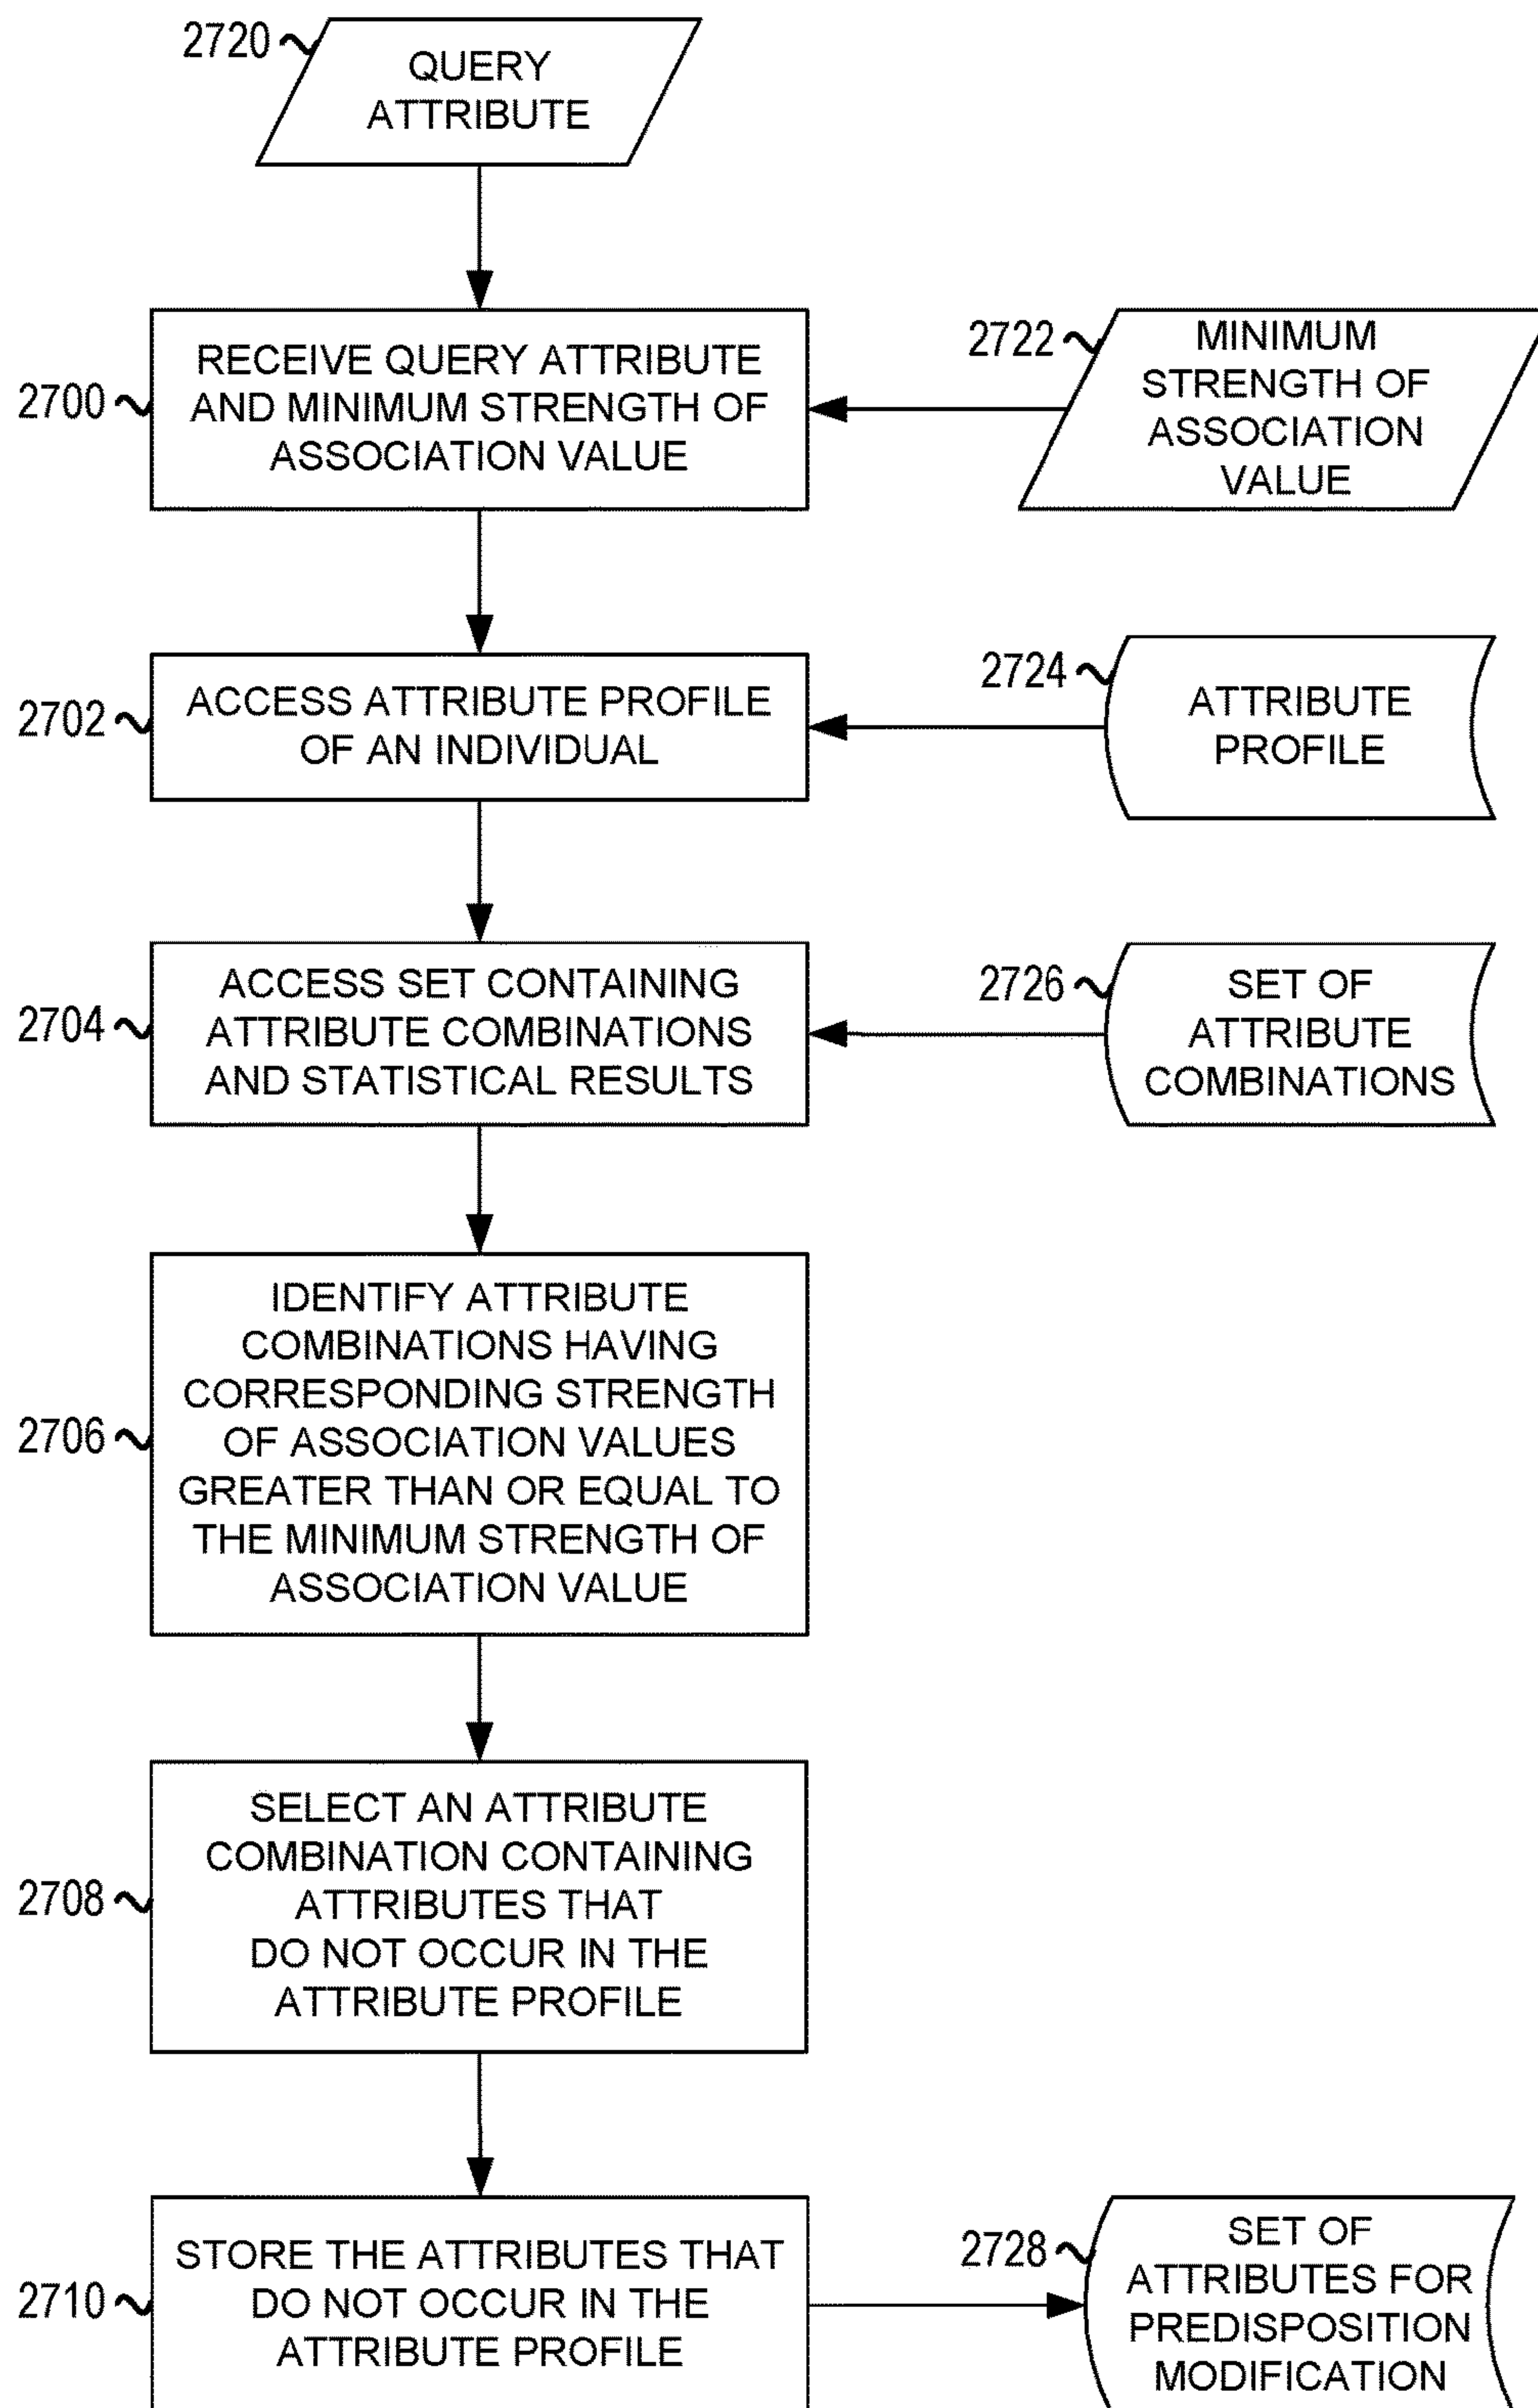 2720
QUERY
ATTRIBUTE
2700
RECEIVE QUERY ATTRIBUTE
AND MINIMUM STRENGTH OF
ASSOCIATION VALUE
2722
MINIMUM
STRENGTH OF
ASSOCIATION
VALUE
2702
ACCESS ATTRIBUTE PROFILE
OF AN INDIVIDUAL
2724
ATTRIBUTE
PROFILE
2704
ACCESS SET CONTAINING
ATTRIBUTE COMBINATIONS
AND STATISTICAL RESULTS
2726
SET OF
ATTRIBUTE
COMBINATIONS
2706
IDENTIFY ATTRIBUTE
COMBINATIONS HAVING
CORRESPONDING STRENGTH
OF ASSOCIATION VALUES
GREATER THAN OR EQUAL TO
THE MINIMUM STRENGTH OF
ASSOCIATION VALUE
2708
SELECT AN ATTRIBUTE
COMBINATION CONTAINING
ATTRIBUTES THAT
DO NOT OCCUR IN THE
ATTRIBUTE PROFILE
2710
STORE THE ATTRIBUTES THAT
DO NOT OCCUR IN THE
ATTRIBUTE PROFILE
2728
SET OF
ATTRIBUTES FOR
PREDISPOSITION
MODIFICATION